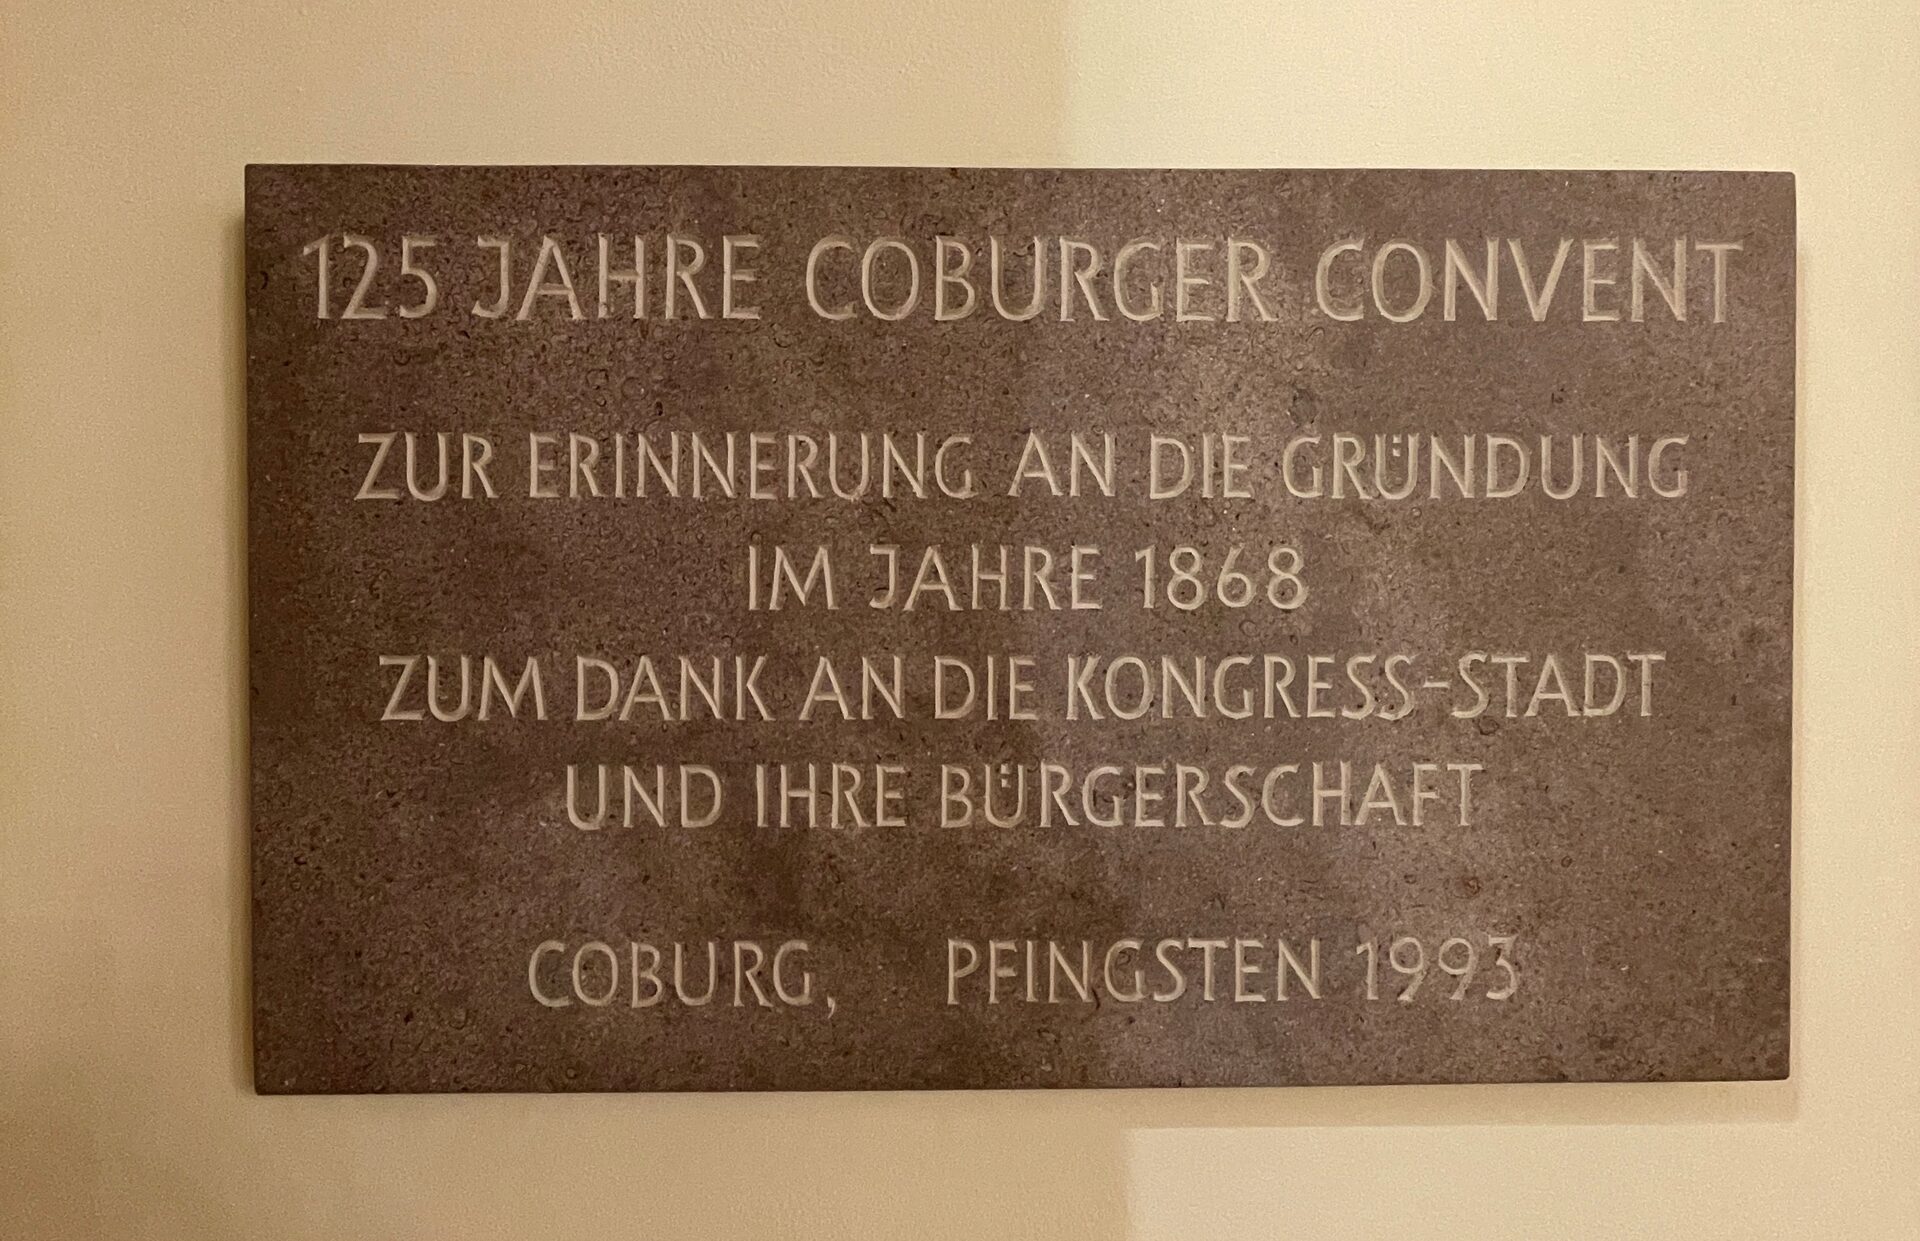 125 JAHRE COBURGER CONVENT
ZUR ERINNERUNG AN DIE GRÜNDUNG
IM JAHRE 1868
ZUM DANK AN DIE KONGRESS-STADT
UND IHRE BÜRGERSCHAFT
COBURG, PFINGSTEN 1993